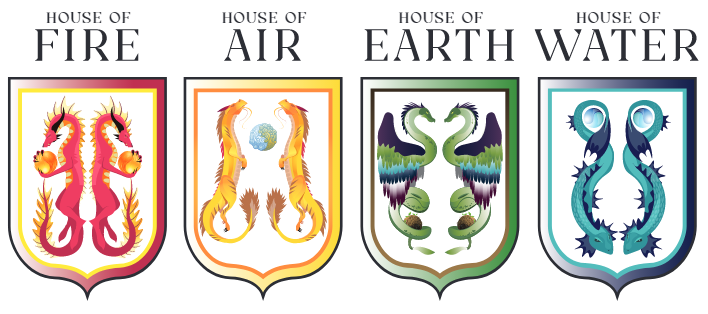 HOUSE OF
FIRE
HOUSE OF
AIR
HOUSE OF
EARTH
HOUSE OF
WATER